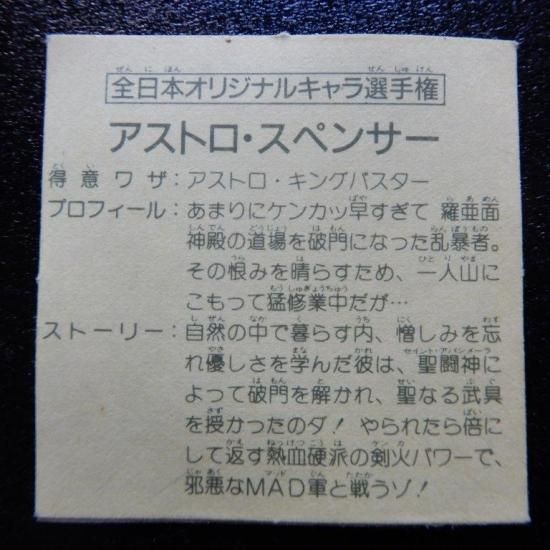 全日本オリジナルキャラ選手権
アストロ・スペンサー
得意ワザ：アストロ・キングバスター
プロフィール：あまりにケンカッ早すぎて 羅亜面
神殿の道場を破門になった乱暴者。
その恨みを晴らすため、一人山に
こもって猛修業中だが…
ストーリー：自然の中で暮らす内、憎しみを忘
れ優しさを学んだ彼は、聖闘神に
よって破門を解かれ、聖なる武具
を授かったのダ！ やられたら倍に
して返す熱血硬派の剣火パワーで、
邪悪なMAD軍と戦うゾ！